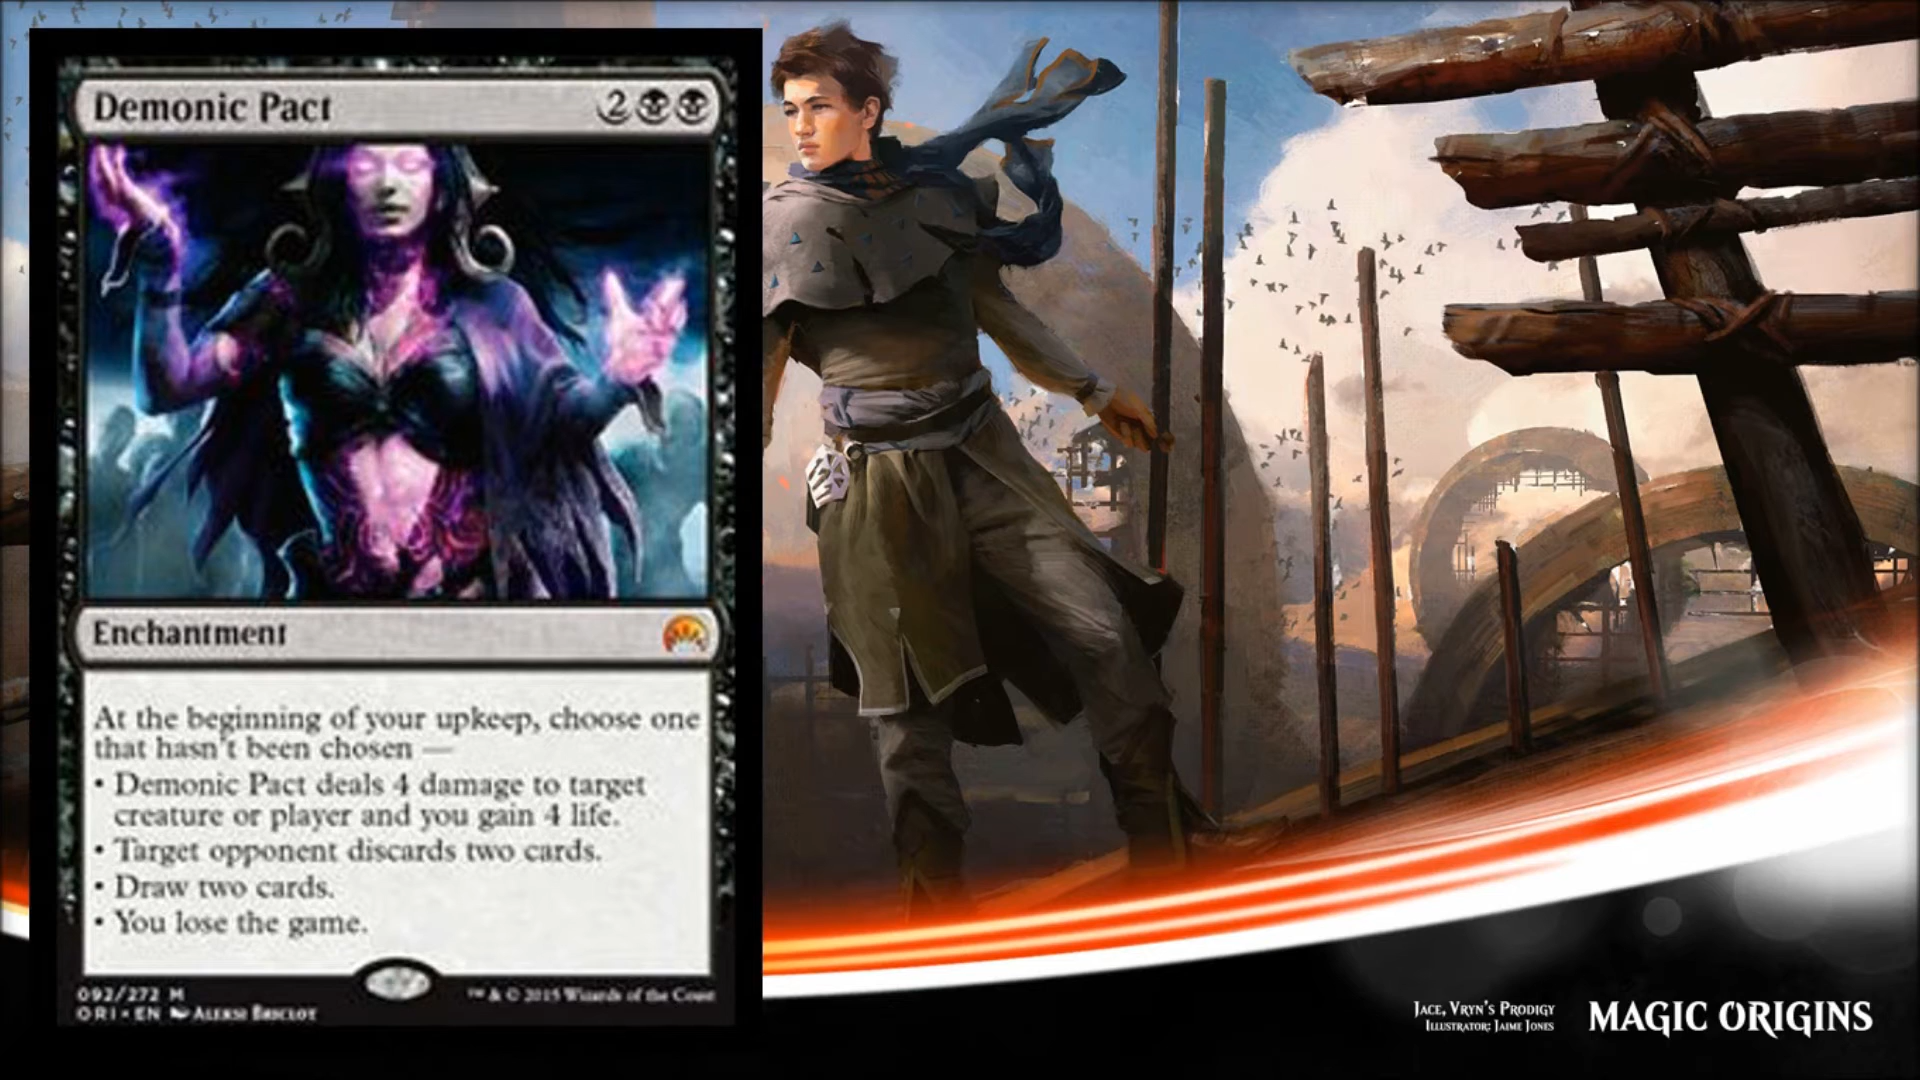 Demonic Pact
2
Enchantment
At the beginning of your upkeep, choose one
that hasn't been chosen —
• Demonic Pact deals 4 damage to target
creature or player and you gain 4 life.
• Target opponent discards two cards.
• Draw two cards.
• You lose the game.
092/272 M
ORI • EN Aleksi Briclot
™ & © 2015 Wizards of the Coast
Jace, Vryn's Prodigy
Illustrator: Jaime Jones
MAGIC ORIGINS